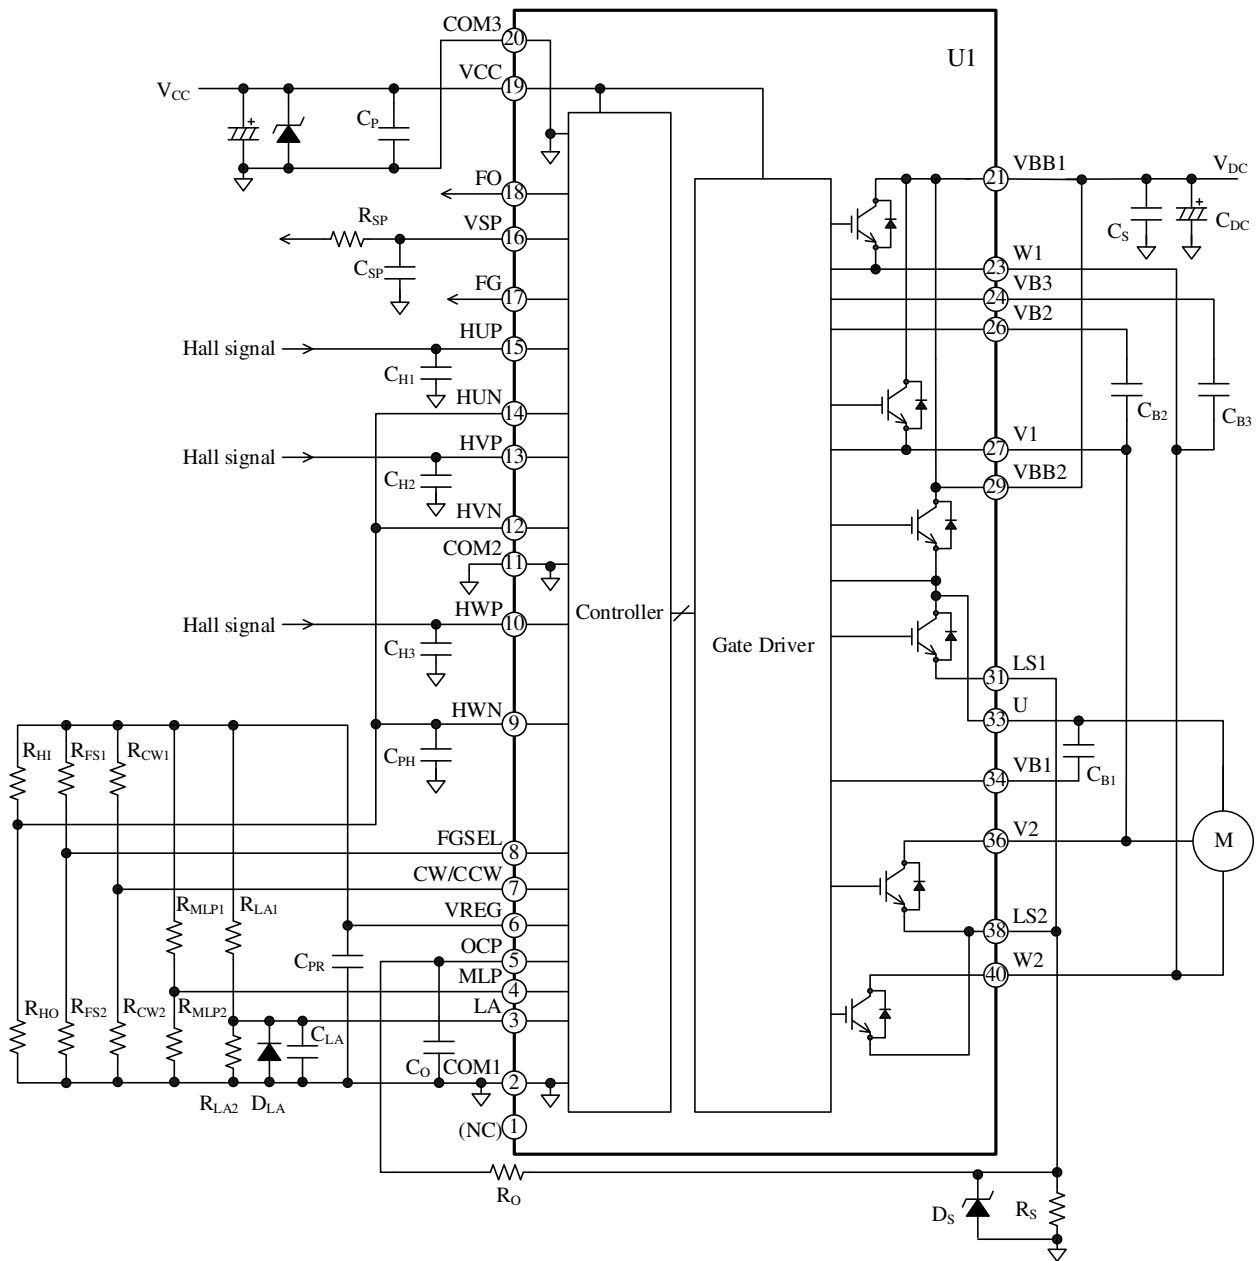 COM3
20
U1
VCC
VCC
19
CP
FO
18
VBB1
21
VDC
RSP
VSP
16
CS
CDC
CSP
W1
23
FG
17
VB3
24
VB2
26
HUP
Hall signal
15
CH1
HUN
14
CB2
CB3
HVP
Hall signal
13
V1
27
CH2
VBB2
29
HVN
12
COM2
11
HWP
Controller
Hall signal
10
Gate Driver
CH3
LS1
31
U
33
HWN
9
RHI
RFS1
RCW1
CPH
VB1
34
CB1
FGSEL
8
V2
36
M
CW/CCW
7
RMLP1
RLA1
VREG
6
LS2
38
OCP
5
CPR
W2
40
MLP
4
RHO
RFS2
RCW2
RMLP2
LA
3
CLA
CO
COM1
2
RLA2
DLA
(NC)
1
RO
DS
RS